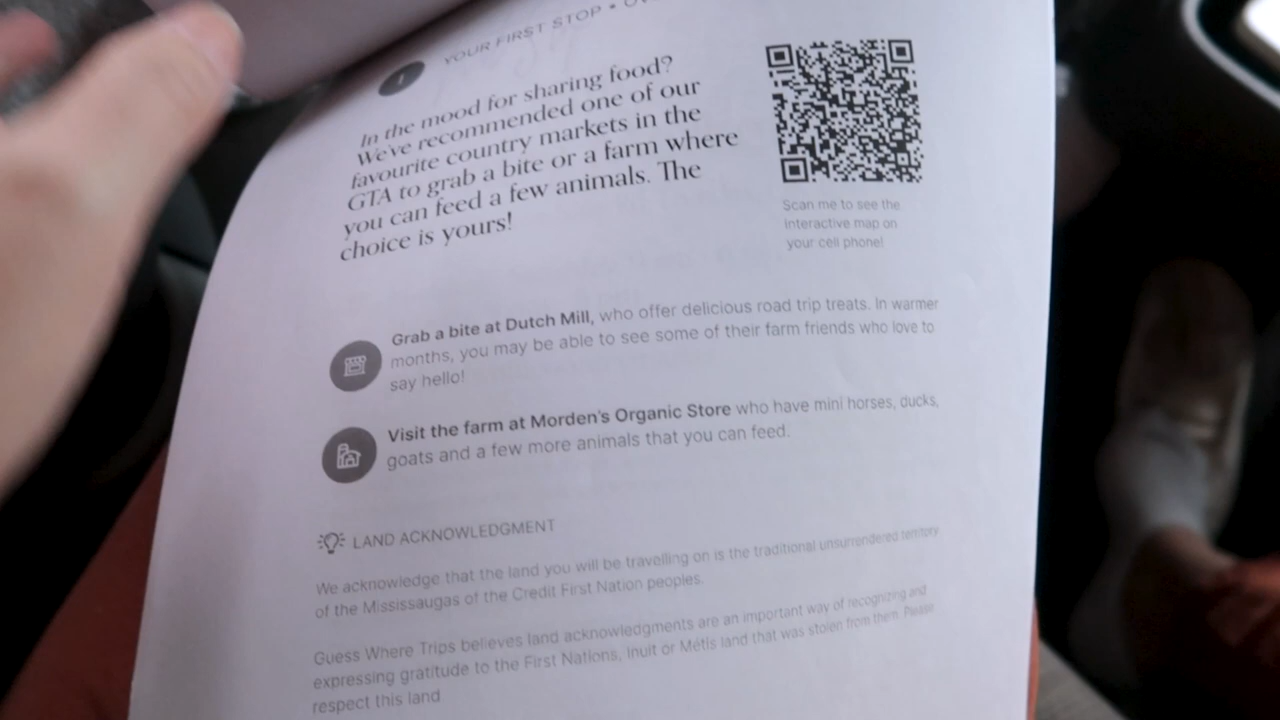 YOUR FIRST STOP •
In the mood for sharing food?
We've recommended one of our
favourite country markets in the
GTA to grab a bite or a farm where
you can feed a few animals. The
choice is yours!
Scan me to see the
interactive map on
your cell phone!
Grab a bite at Dutch Mill, who offer delicious road trip treats. In warmer
months, you may be able to see some of their farm friends who love to
say hello!
Visit the farm at Morden's Organic Store who have mini horses, ducks,
goats and a few more animals that you can feed.
LAND ACKNOWLEDGMENT
We acknowledge that the land you will be travelling on is the traditional unsurrendered territory
of the Mississaugas of the Credit First Nation peoples.
Guess Where Trips believes land acknowledgments are an important way of recognizing and
expressing gratitude to the First Nations, Inuit or Métis land that was stolen from them. Please
respect this land